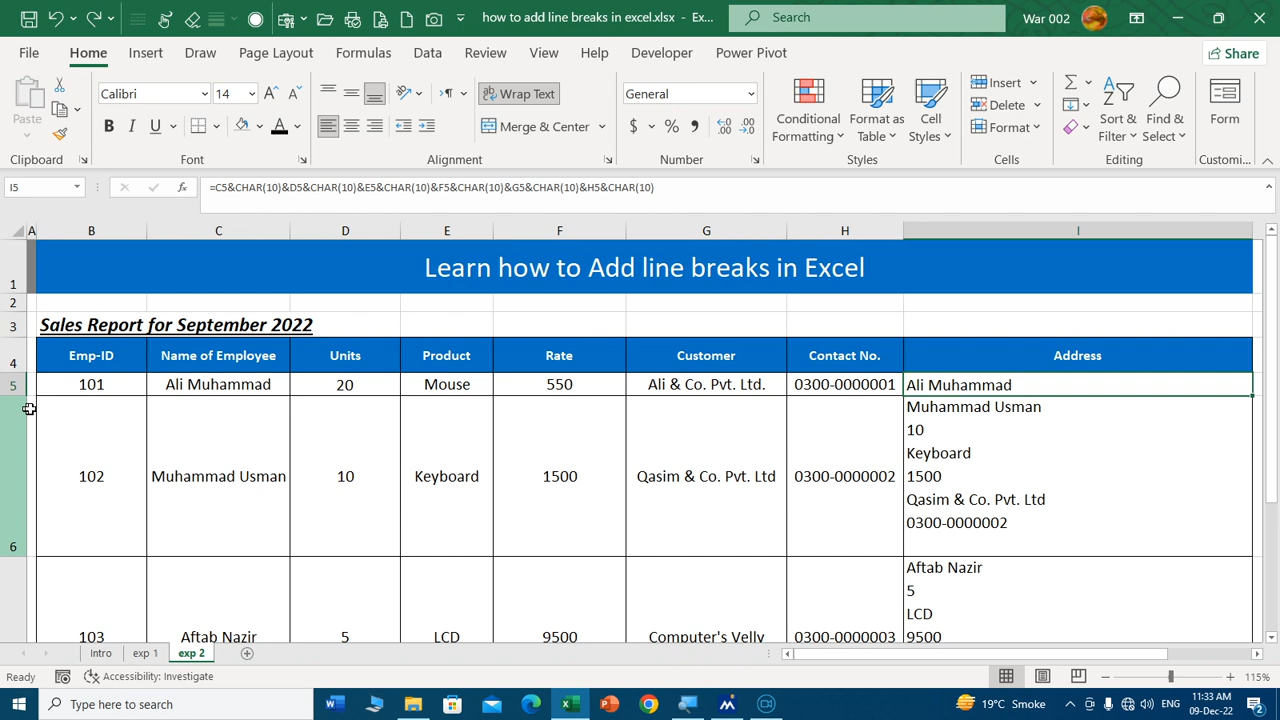 how to add line breaks in excel.xlsx - Ex...
Search
War 002
File
Home
Insert
Draw
Page Layout
Formulas
Data
Review
View
Help
Developer
Power Pivot
Share
Paste
Clipboard
Calibri
14
Font
Wrap Text
Merge & Center
Alignment
General
Number
Conditional
Formatting
Format as
Table
Cell
Styles
Styles
Insert
Delete
Format
Cells
Sort &
Filter
Find &
Select
Editing
Form
Customi...
I5
=C5&CHAR(10)&D5&CHAR(10)&E5&CHAR(10)&F5&CHAR(10)&G5&CHAR(10)&H5&CHAR(10)
A B C D E F G H I
1 Learn how to Add line breaks in Excel
2
3 Sales Report for September 2022
4 Emp-ID Name of Employee Units Product Rate Customer Contact No. Address
5 101 Ali Muhammad 20 Mouse 550 Ali & Co. Pvt. Ltd. 0300-0000001 Ali Muhammad
Muhammad Usman
10
Keyboard
6 102 Muhammad Usman 10 Keyboard 1500 Qasim & Co. Pvt. Ltd 0300-0000002 1500
Qasim & Co. Pvt. Ltd
0300-0000002
Aftab Nazir
5
LCD
103 Aftab Nazir 5 LCD 9500 Computer's Velly 0300-0000003 9500
Intro
exp 1
exp 2
Ready
Accessibility: Investigate
115%
Type here to search
19°C Smoke
ENG
11:33 AM
09-Dec-22
2